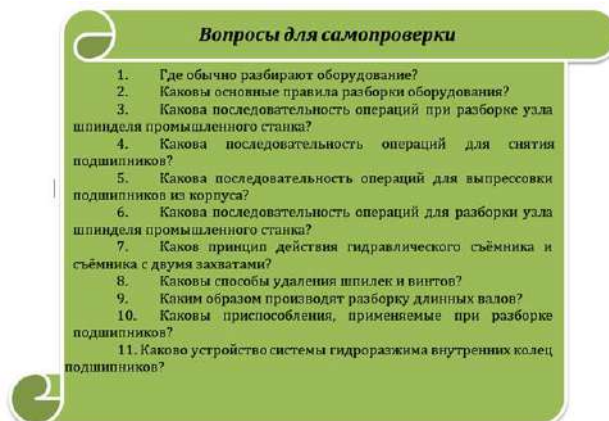 Вопросы для самопроверки
1. Где обычно разбирают оборудование?
2. Каковы основные правила разборки оборудования?
3. Какова последовательность операций при разборке узла
шпинделя промышленного станка?
4. Какова последовательность операций для снятия
подшипников?
5. Какова последовательность операций для выпрессовки
подшипников из корпуса?
6. Какова последовательность операций для разборки узла
шпинделя промышленного станка?
7. Каков принцип действия гидравлического съёмника и
съёмника с двумя захватами?
8. Каковы способы удаления шпилек и винтов?
9. Каким образом производят разборку длинных валов?
10. Каковы приспособления, применяемые при разборке
подшипников?
11. Каково устройство системы гидроразжима внутренних колец
подшипников?